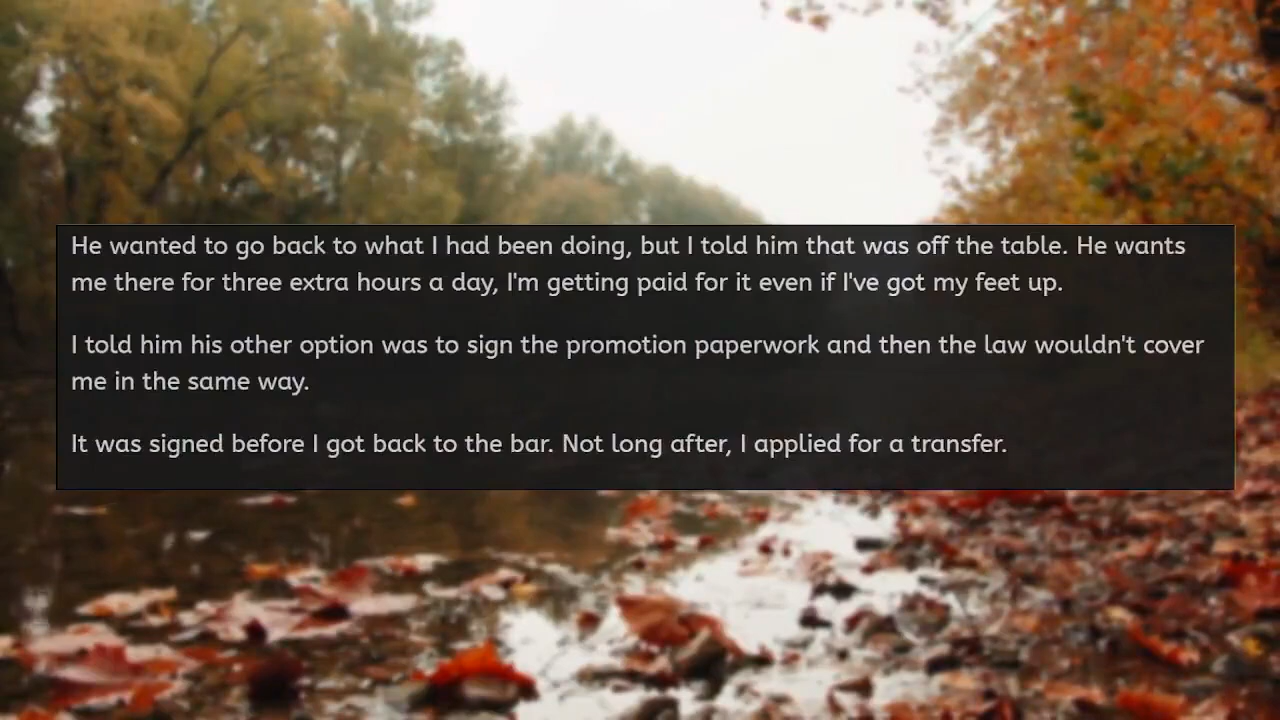 He wanted to go back to what I had been doing, but I told him that was off the table. He wants
me there for three extra hours a day, I'm getting paid for it even if I've got my feet up.
I told him his other option was to sign the promotion paperwork and then the law wouldn't cover
me in the same way.
It was signed before I got back to the bar. Not long after, I applied for a transfer.